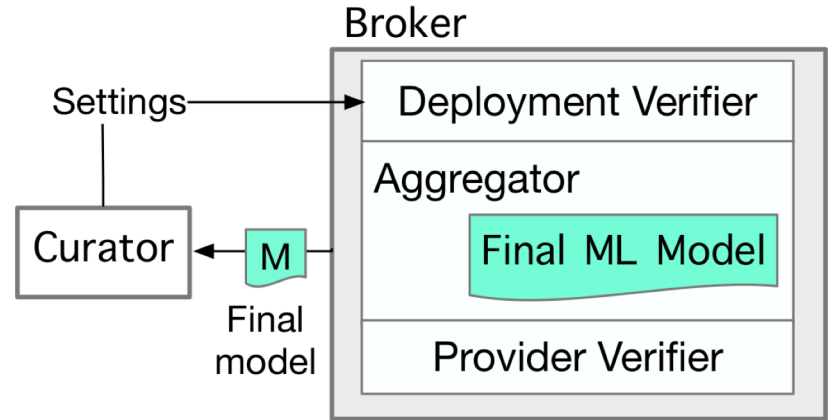 Broker
Settings
Deployment Verifier
Aggregator
Curator
M
Final ML Model
Final
model
Provider Verifier